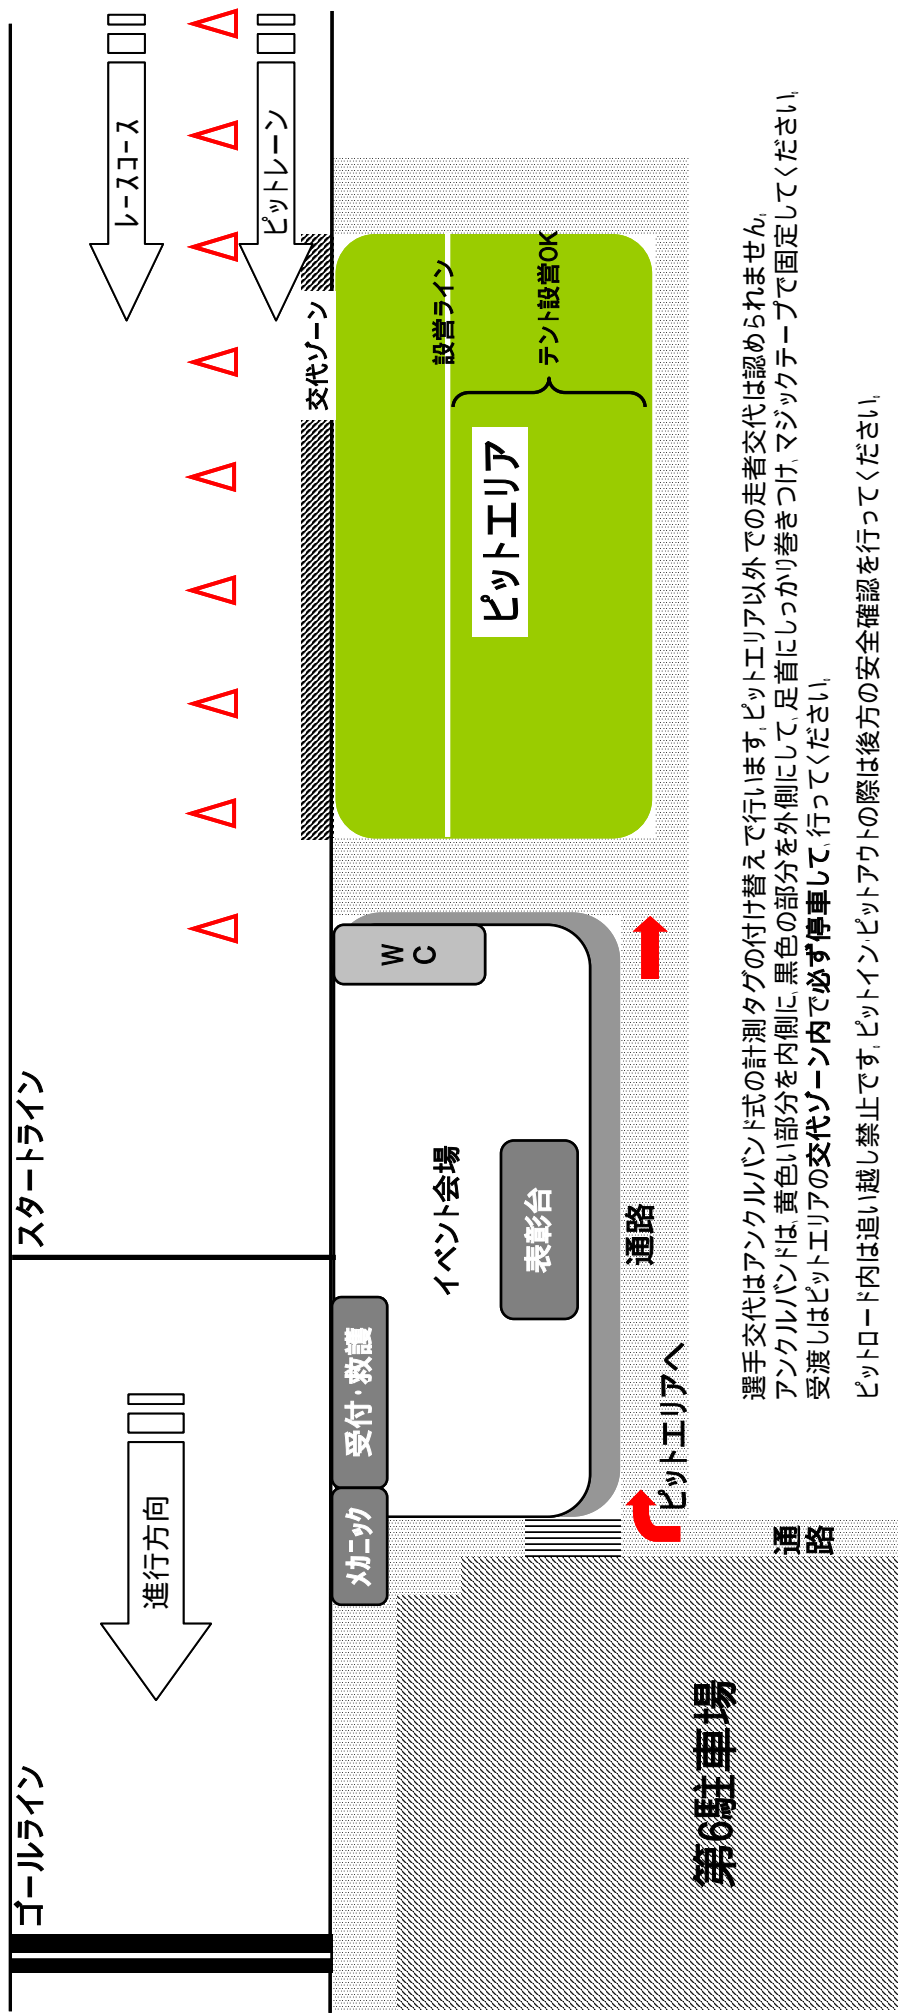 ゴールライン
スタートライン
進行方向
レースコース
ピットレーン
交代ゾーン
メカニック
受付・救護
イベント会場
WC
表彰台
設営ライン
テント設営OK
ピットエリア
通路
ピットエリアへ
通路
第6駐車場
選手交代はアンクルバンド式の計測タグの付け替えで行います。ピットエリア以外での走者交代は認められません。
アンクルバンドは、黄色い部分を内側に、黒色の部分を外側にして、足首にしっかり巻きつけ、マジックテープで固定してください。
受渡しはピットエリアの交代ゾーン内で必ず停車して、行ってください。
ピットロード内は追い越し禁止です。ピットイン・ピットアウトの際は後方の安全確認を行ってください。